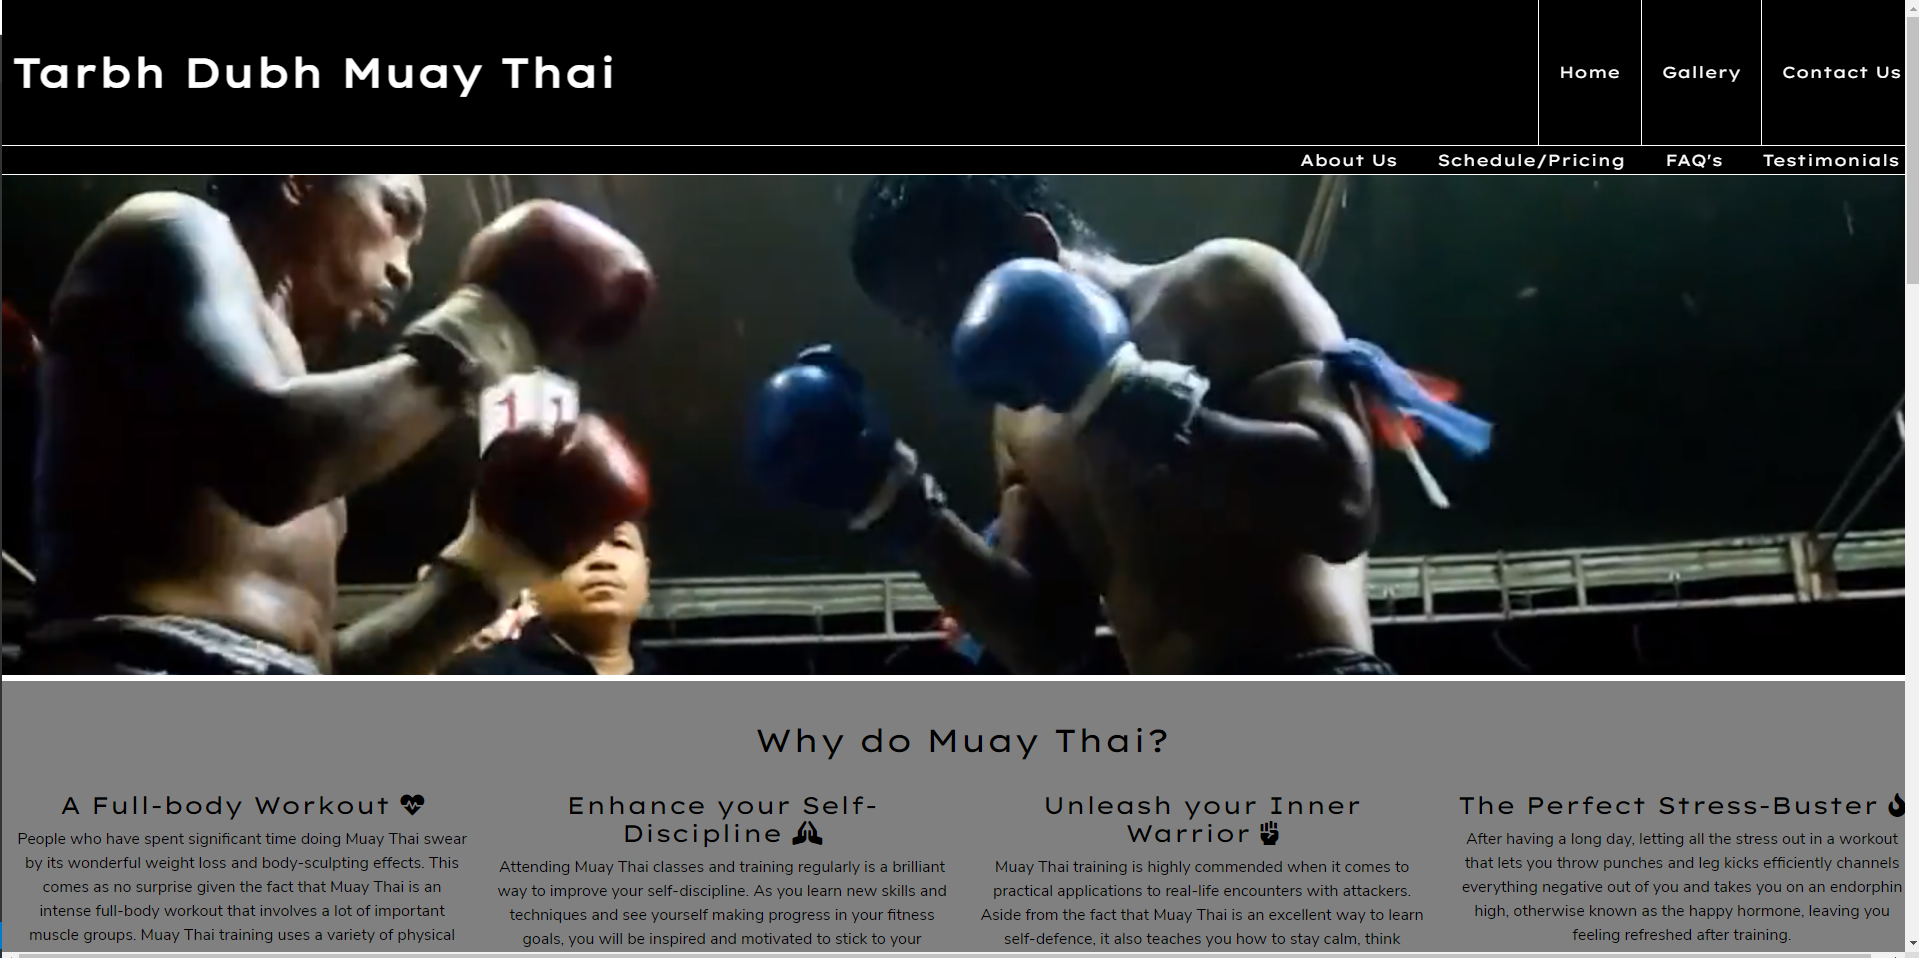 Tarbh Dubh Muay Thai
Home
Gallery
Contact Us
About Us
Schedule/Pricing
FAQ's
Testimonials
1 1
Why do Muay Thai?
A Full-body Workout
People who have spent significant time doing Muay Thai swear
by its wonderful weight loss and body-sculpting effects. This
comes as no surprise given the fact that Muay Thai is an
intense full-body workout that involves a lot of important
muscle groups. Muay Thai training uses a variety of physical
Enhance your Self-
Discipline
Attending Muay Thai classes and training regularly is a brilliant
way to improve your self-discipline. As you learn new skills and
techniques and see yourself making progress in your fitness
goals, you will be inspired and motivated to stick to your
Unleash your Inner
Warrior
Muay Thai training is highly commended when it comes to
practical applications to real-life encounters with attackers.
Aside from the fact that Muay Thai is an excellent way to learn
self-defence, it also teaches you how to stay calm, think
The Perfect Stress-Buster
After having a long day, letting all the stress out in a workout
that lets you throw punches and leg kicks efficiently channels
everything negative out of you and takes you on an endorphin
high, otherwise known as the happy hormone, leaving you
feeling refreshed after training.